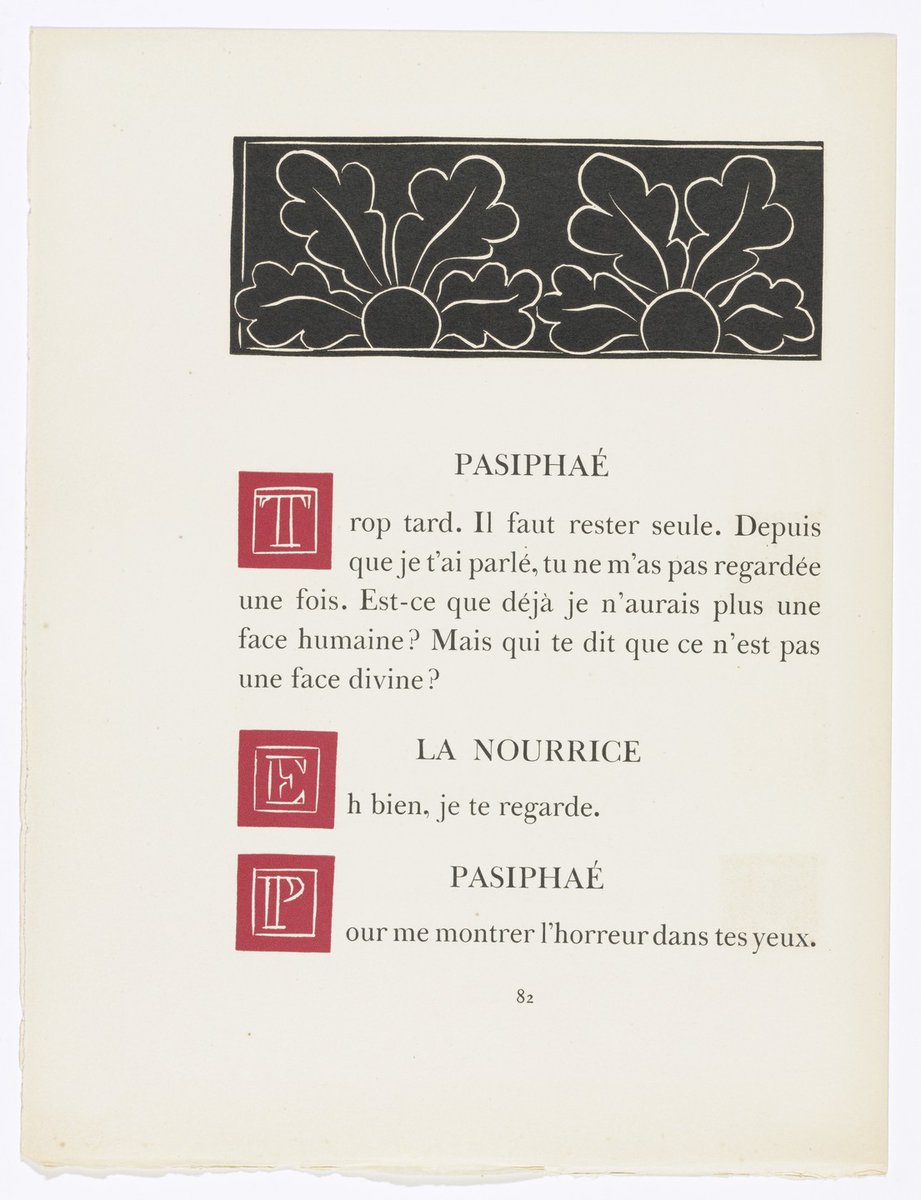 PASIPHAÉ
Trop tard. Il faut rester seule. Depuis
que je t'ai parlé, tu ne m'as pas regardée
une fois. Est-ce que déjà je n'aurais plus une
face humaine? Mais qui te dit que ce n'est pas
une face divine?
LA NOURRICE
Eh bien, je te regarde.
PASIPHAÉ
Pour me montrer l'horreur dans tes yeux.
82